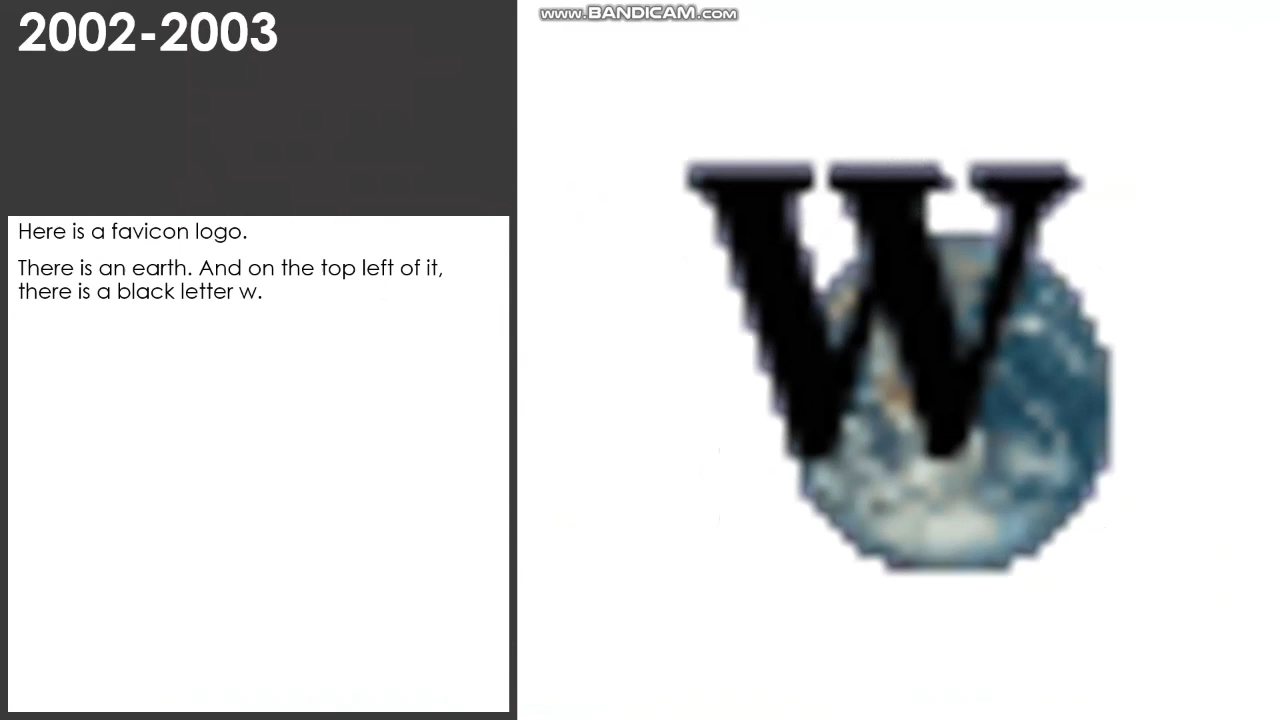 2002-2003
www.BANDICAM.com
Here is a favicon logo.
There is an earth. And on the top left of it,
there is a black letter w.
W